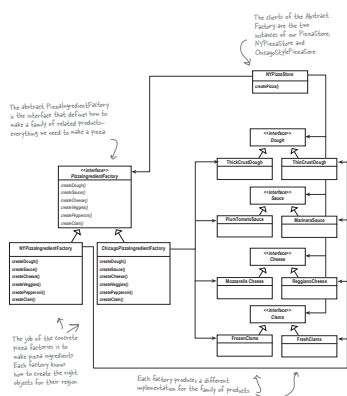 The clients of the Abstract
Factory are the two
instances of our PizzaStore,
NYPizzaStore and
ChicagoStylePizzaSore
NYPizzaStore
createPizza()
The abstract PizzaIngredientFactory
is the interface that defines how to
make a family of related products-
everything we need to make a pizza
<<interface>>
Dough
ThickCrustDough
ThinCrustDough
<<interface>>
PizzaIngredientFactory
createDough()
createSauce()
createCheese()
createVeggies()
createPepperoni()
createClam()
<<interface>>
Sauce
PlumTomatoSauce
MarinaraSauce
NYPizzaIngredientFactory
createDough()
createSauce()
createCheese()
createVeggies()
createPepperoni()
createClam()
ChicagoPizzaIngredientFactory
createDough()
createSauce()
createCheese()
createVeggies()
createPepperoni()
createClam()
<<interface>>
Cheese
Mozzarella Cheese
ReggianoCheese
<<interface>>
Clams
FrozenClams
FreshClams
The job of the concrete
pizza factories is to
make pizza ingredients
Each factory knows
how to create the right
objects for their region
Each factory produces a different
implementation for the family of products